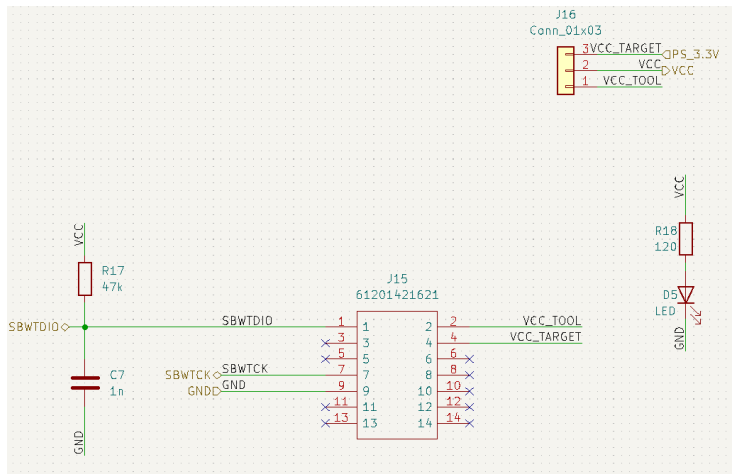 J16
Cann_01x03
3 VCC_TARGET PS_3.3V
2 VCC VCC
1 VCC_TOOL
VCC
VCC
R18
120
R17
47k
J15
61201421621
D5
LED
SBWTDIO SBWTDIO 1 1 2 2 VCC_TOOL
3 3 4 4 VCC_TARGET
GND
5 5 6 6
SBWTCK SBWTCK 7 7 8 8
C7
1n
GND GND 9 9 10 10
11 11 12 12
13 13 14 14
GND